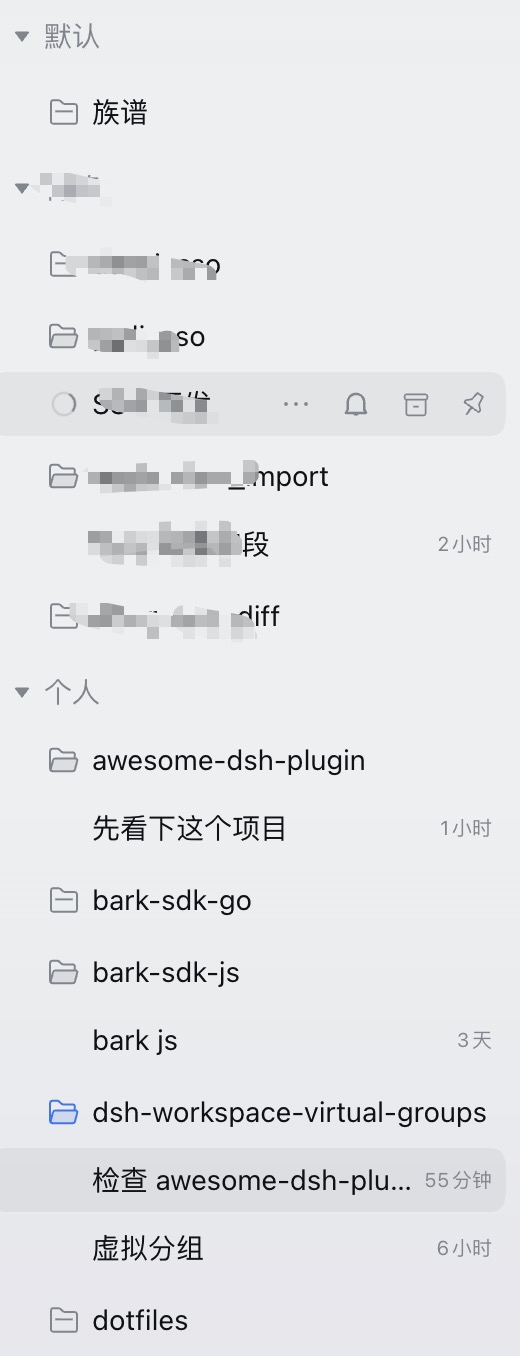 默认
族谱
so
_import
段
2小时
diff
个人
awesome-dsh-plugin
先看下这个项目
1小时
bark-sdk-go
bark-sdk-js
bark js
3天
dsh-workspace-virtual-groups
检查 awesome-dsh-plu...
55分钟
虚拟分组
6小时
dotfiles